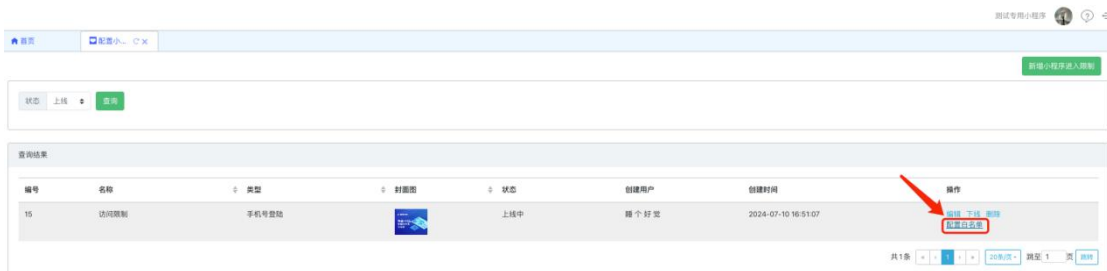 测试专用小程序
首页
配置小...
新增小程序进入限制
状态 上线 查询
查询结果
编号 名称 类型 封面图 状态 创建用户 创建时间 操作
15 访问限制 手机号登陆 上线中 睡个好觉 2024-07-10 16:51:07 编辑 下线 删除
配置白名单
共1条 « ‹ 1 › » 20条/页 跳至 1 页 跳转